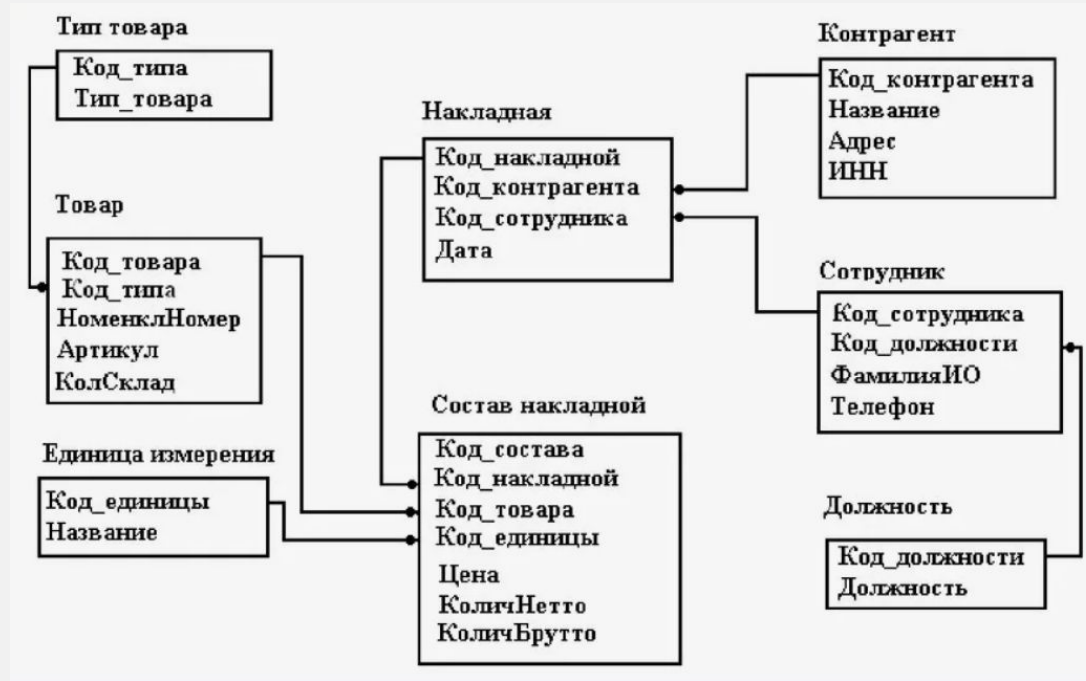 Тип товара
Код_типа
Тип_товара
Товар
Код_товара
Код_типа
НоменклНомер
Артикул
КолСклад
Единица измерения
Код_единицы
Название
Накладная
Код_накладной
Код_контрагента
Код_сотрудника
Дата
Состав накладной
Код_состава
Код_накладной
Код_товара
Код_единицы
Цена
КоличНетто
КоличБрутто
Контрагент
Код_контрагента
Название
Адрес
ИНН
Сотрудник
Код_сотрудника
Код_должности
ФамилияИО
Телефон
Должность
Код_должности
Должность